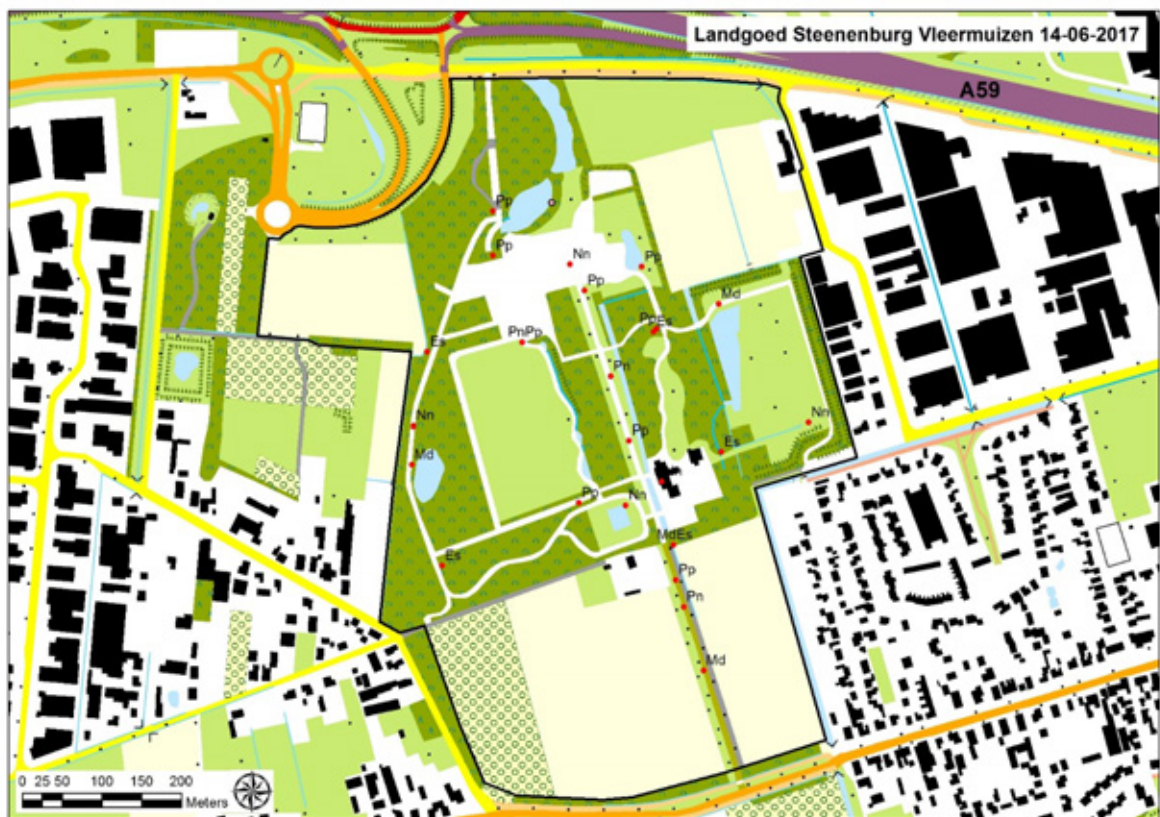 Landgoed Steenenburg Vleermuizen 14-06-2017
A59
Pp
Pp
Nn
Pp
Pp
Md
PpEs
PnPp
Es
Pn
Nn
Nn
Pp
Md
Es
Pp
Nn
MdEs
Es
Pp
Pn
Md
0 25 50 100 150 200
Meters